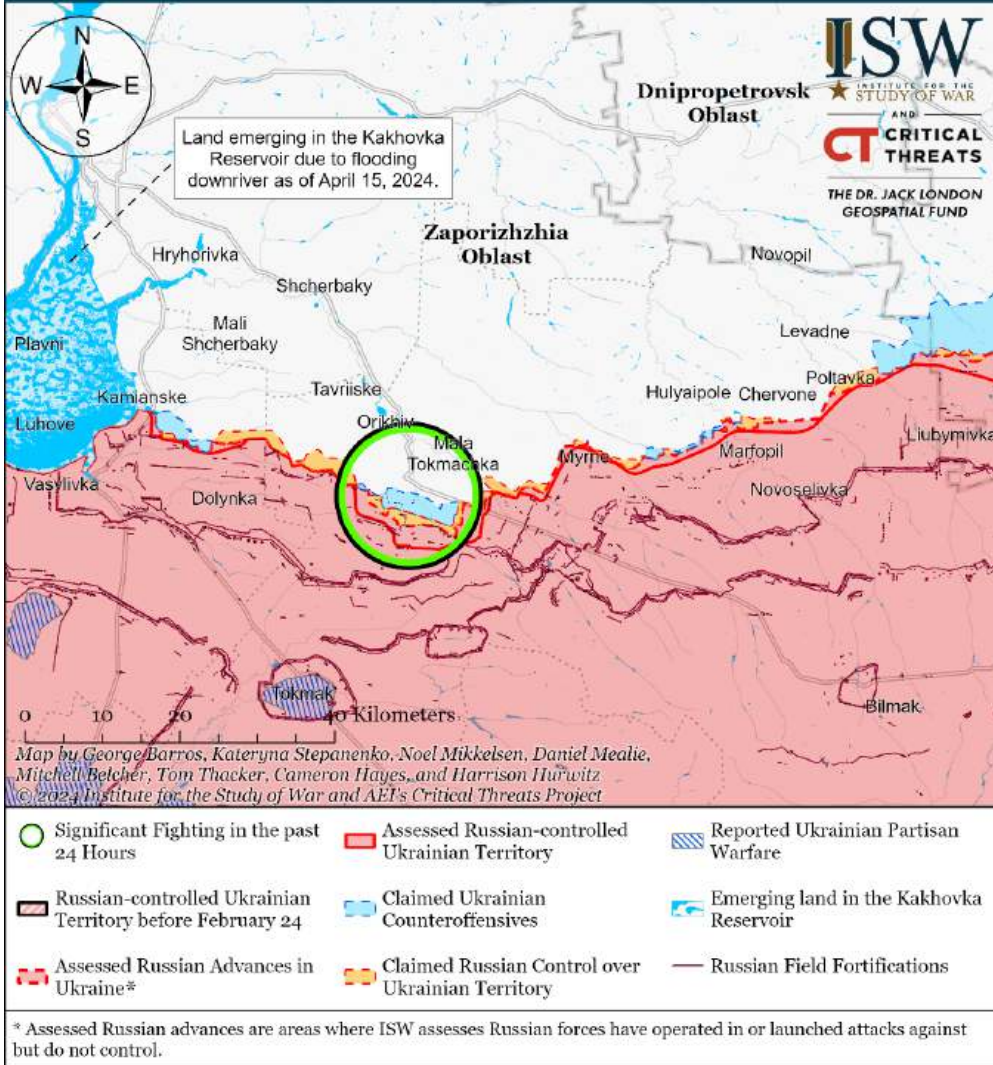 N
W
E
S
ISW
INSTITUTE FOR THE
STUDY OF WAR
AND
CT CRITICAL
THREATS
THE DR. JACK LONDON
GEOSPATIAL FUND
Dnipropetrovsk
Oblast
Land emerging in the Kakhovka
Reservoir due to flooding
downriver as of April 15, 2024.
Zaporizhzhia
Oblast
Hryhorivka
Novopil
Shcherbaky
Mali
Shcherbaky
Levadne
Plavni
Tavriiske
Poltavka
Kamianske
Hulyaipole
Chervone
Luhove
Orikhiv
Mala
Tokmachka
Myrne
Marfopil
Liubymivka
Vasylivka
Dolynka
Novoselivka
Tokmak
Bilmak
0 10 20 40 Kilometers
Map by George Barros, Kateryna Stepanenko, Noel Mikkelsen, Daniel Mealie,
Mitchell Belcher, Tom Thacker, Cameron Hayes, and Harrison Hurwitz
© 2024 Institute for the Study of War and AEI's Critical Threats Project
Significant Fighting in the past
24 Hours
Assessed Russian-controlled
Ukrainian Territory
Reported Ukrainian Partisan
Warfare
Russian-controlled Ukrainian
Territory before February 24
Claimed Ukrainian
Counteroffensives
Emerging land in the Kakhovka
Reservoir
Assessed Russian Advances in
Ukraine*
Claimed Russian Control over
Ukrainian Territory
Russian Field Fortifications
* Assessed Russian advances are areas where ISW assesses Russian forces have operated in or launched attacks against
but do not control.